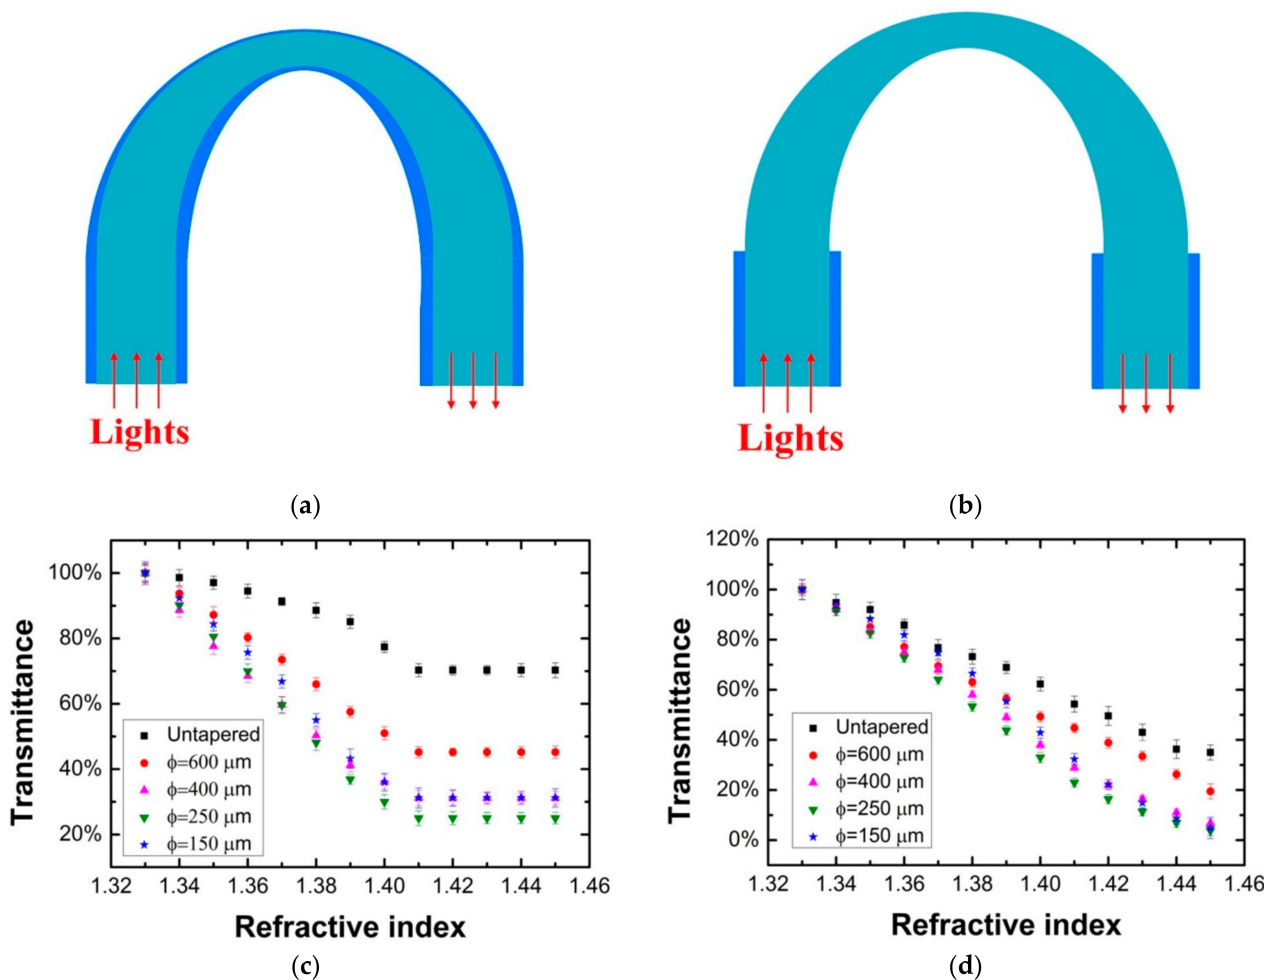 Lights
Lights
(a)
(b)
100%
80%
60%
40%
20%
Transmittance
Untapered
ϕ=600 μm
ϕ=400 μm
ϕ=250 μm
ϕ=150 μm
1.32 1.34 1.36 1.38 1.40 1.42 1.44 1.46
Refractive index
(c)
120%
100%
80%
60%
40%
20%
0%
Transmittance
Untapered
ϕ=600 μm
ϕ=400 μm
ϕ=250 μm
ϕ=150 μm
1.32 1.34 1.36 1.38 1.40 1.42 1.44 1.46
Refractive index
(d)